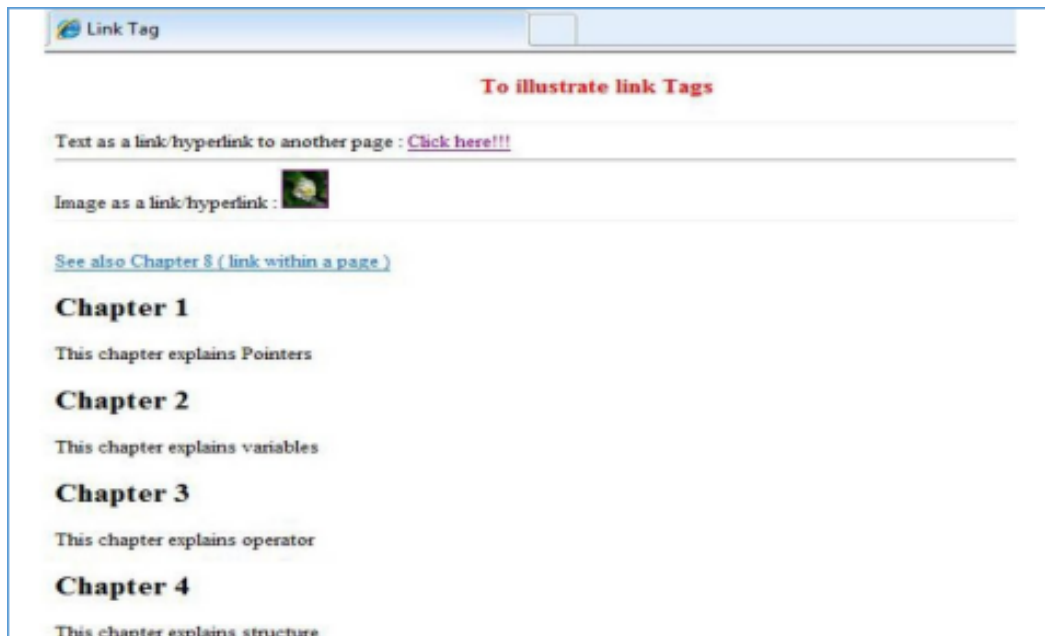 Link Tag
To illustrate link Tags
Text as a link/hyperlink to another page : Click here!!!
Image as a link/hyperlink :
See also Chapter 8 ( link within a page )
Chapter 1
This chapter explains Pointers
Chapter 2
This chapter explains variables
Chapter 3
This chapter explains operator
Chapter 4
This chapter explains structure